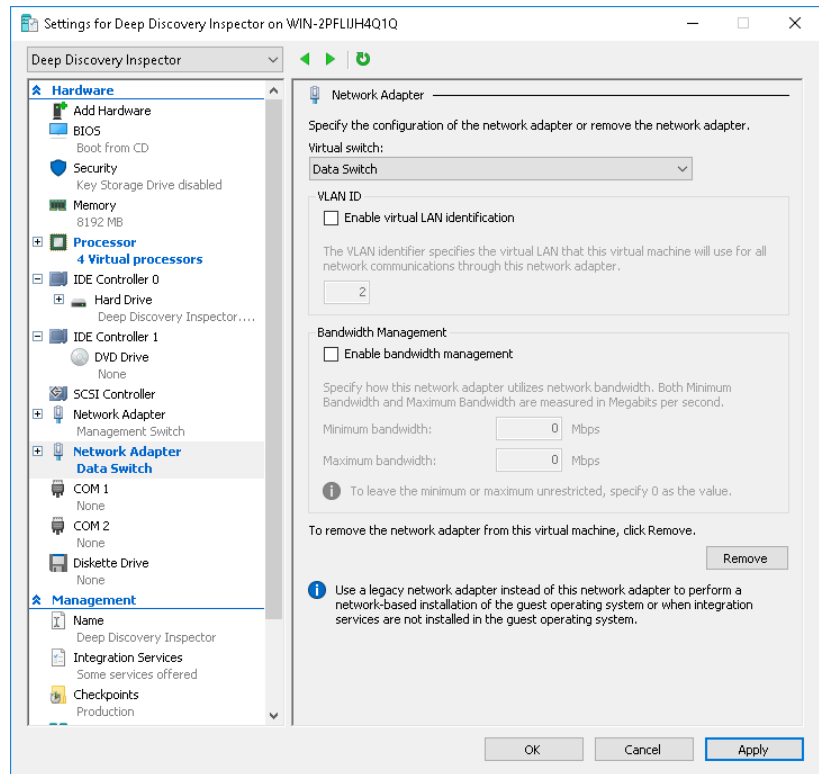 Settings for Deep Discovery Inspector on WIN-2PFLIJH4Q1Q
Deep Discovery Inspector
Hardware
Add Hardware
BIOS
Boot from CD
Security
Key Storage Drive disabled
Memory
8192 MB
Processor
4 Virtual processors
IDE Controller 0
Hard Drive
Deep Discovery Inspector....
IDE Controller 1
DVD Drive
None
SCSI Controller
Network Adapter
Management Switch
Network Adapter
Data Switch
COM 1
None
COM 2
None
Diskette Drive
None
Management
Name
Deep Discovery Inspector
Integration Services
Some services offered
Checkpoints
Production
Network Adapter
Specify the configuration of the network adapter or remove the network adapter.
Virtual switch:
Data Switch
VLAN ID
Enable virtual LAN identification
The VLAN identifier specifies the virtual LAN that this virtual machine will use for all
network communications through this network adapter.
2
Bandwidth Management
Enable bandwidth management
Specify how this network adapter utilizes network bandwidth. Both Minimum
Bandwidth and Maximum Bandwidth are measured in Megabits per second.
Minimum bandwidth: 0 Mbps
Maximum bandwidth: 0 Mbps
To leave the minimum or maximum unrestricted, specify 0 as the value.
To remove the network adapter from this virtual machine, click Remove.
Remove
Use a legacy network adapter instead of this network adapter to perform a
network-based installation of the guest operating system or when integration
services are not installed in the guest operating system.
OK Cancel Apply